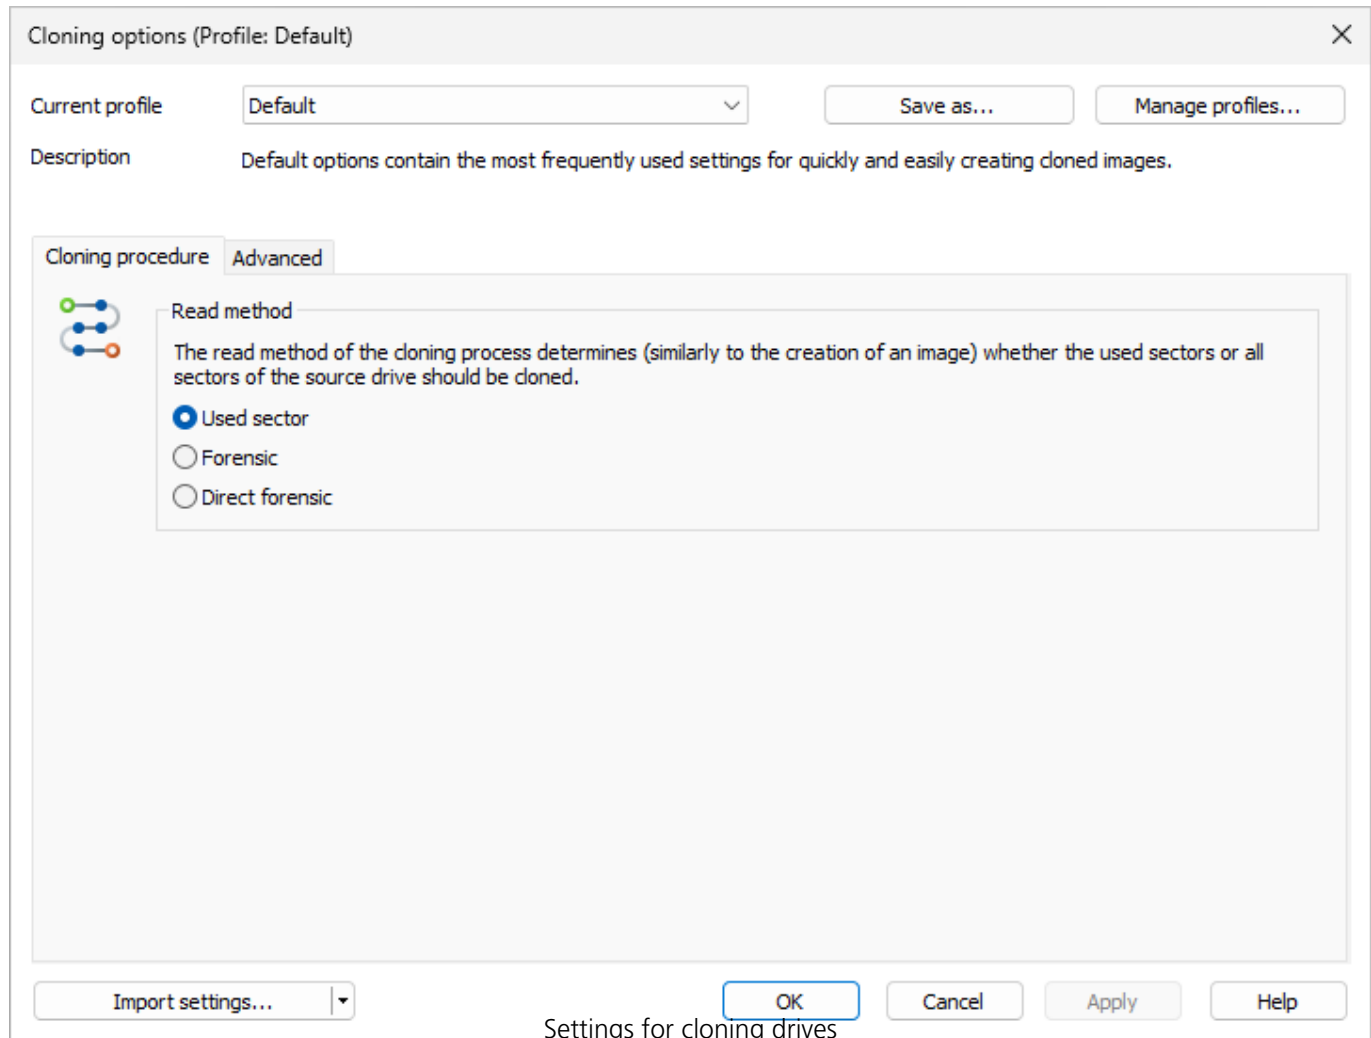 Cloning options (Profile: Default)
Current profile Default Save as... Manage profiles...
Description Default options contain the most frequently used settings for quickly and easily creating cloned images.
Cloning procedure Advanced
Read method
The read method of the cloning process determines (similarly to the creation of an image) whether the used sectors or all
sectors of the source drive should be cloned.
Used sector
Forensic
Direct forensic
Import settings... OK Cancel Apply Help
Settings for cloning drives